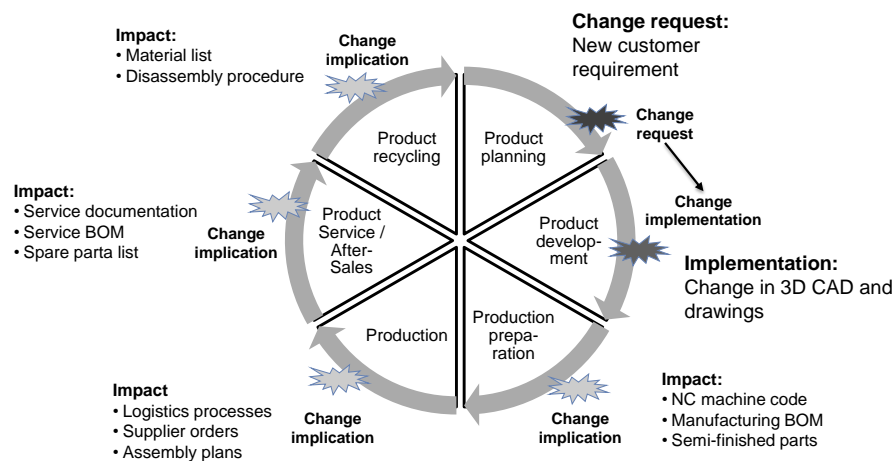 Change request:
New customer
requirement
Impact:
• Material list
• Disassembly procedure
Change
implication
Change
request
Product
recycling
Product
planning
Impact:
• Service documentation
• Service BOM
• Spare parta list
Change
implication
Product
Service /
After-
Sales
Product
develop-
ment
Change
implementation
Implementation:
Change in 3D CAD and
drawings
Production
Production
prepa-
ration
Impact
• Logistics processes
• Supplier orders
• Assembly plans
Change
implication
Change
implication
Impact:
• NC machine code
• Manufacturing BOM
• Semi-finished parts